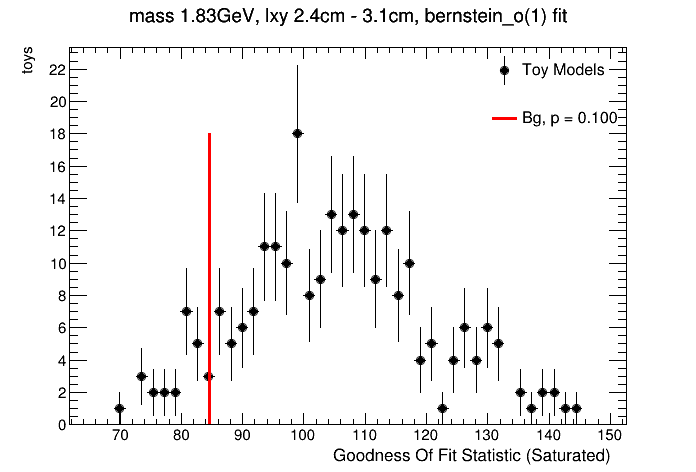 mass 1.83GeV, lxy 2.4cm - 3.1cm, bernstein_o(1) fit
toys
22
20
18
16
14
12
10
8
6
4
2
0
Toy Models
Bg, p = 0.100
70 80 90 100 110 120 130 140 150
Goodness Of Fit Statistic (Saturated)